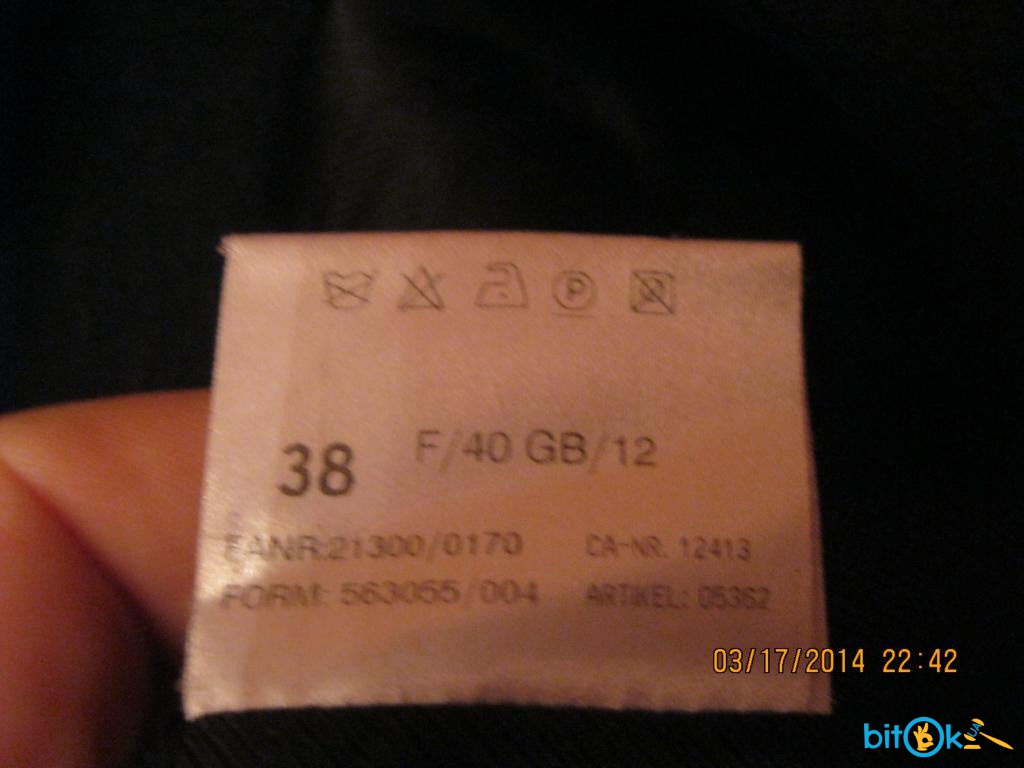 P
38 F/40 GB/12
FANR:21300/0170 CA-NR. 12413
FORM: 563055/004 ARTIKEL: 05362
03/17/2014 22:42
bitOk UA